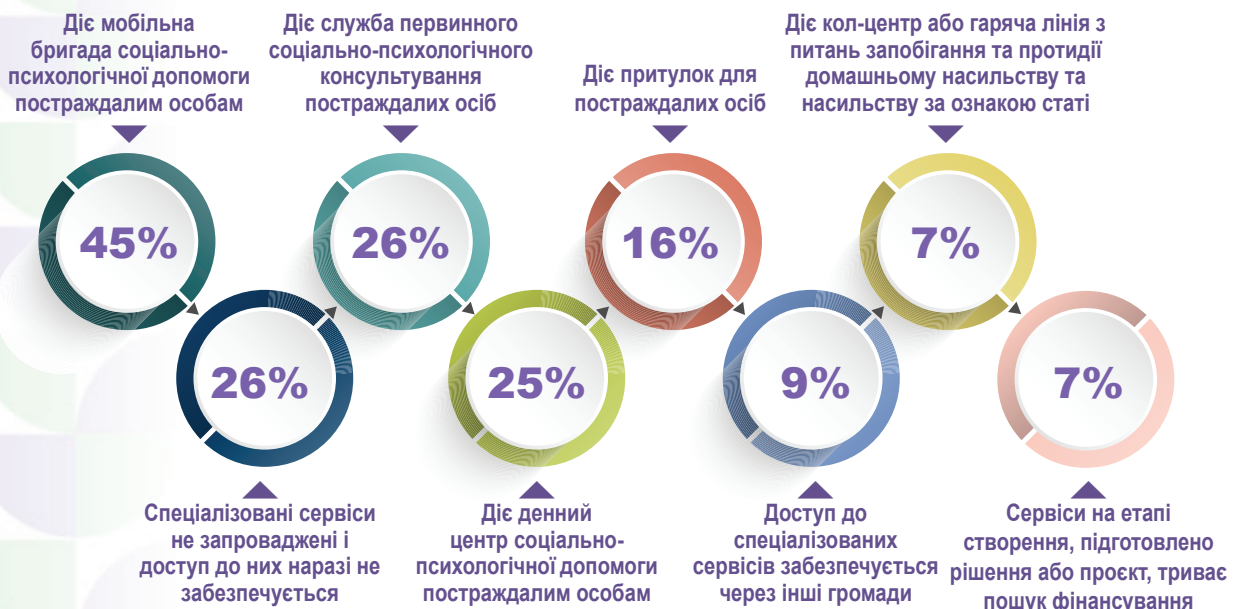 Діє мобільна
бригада соціально-
психологічної допомоги
постраждалим особам
45%
Спеціалізовані сервіси
не запроваджені і
доступ до них наразі не
забезпечується
26%
Діє служба первинного
соціально-психологічного
консультування
постраждалих осіб
26%
Діє денний
центр соціально-
психологічної допомоги
постраждалим особам
25%
Діє притулок для
постраждалих осіб
16%
Доступ до
спеціалізованих
сервісів забезпечується
через інші громади
9%
Діє кол-центр або гаряча лінія з
питань запобігання та протидії
домашньому насильству та
насильству за ознакою статі
7%
Сервіси на етапі
створення, підготовлено
рішення або проєкт, триває
пошук фінансування
7%